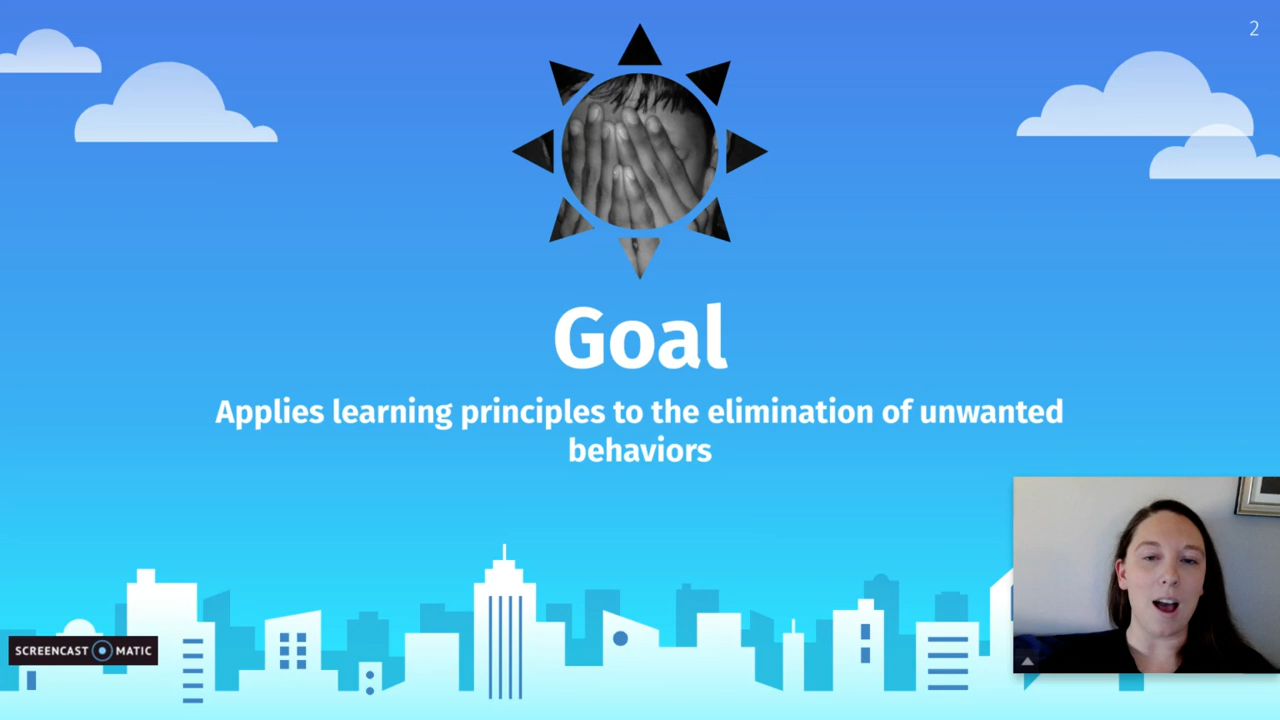 2
Goal
Applies learning principles to the elimination of unwanted
behaviors
SCREENCAST MATIC